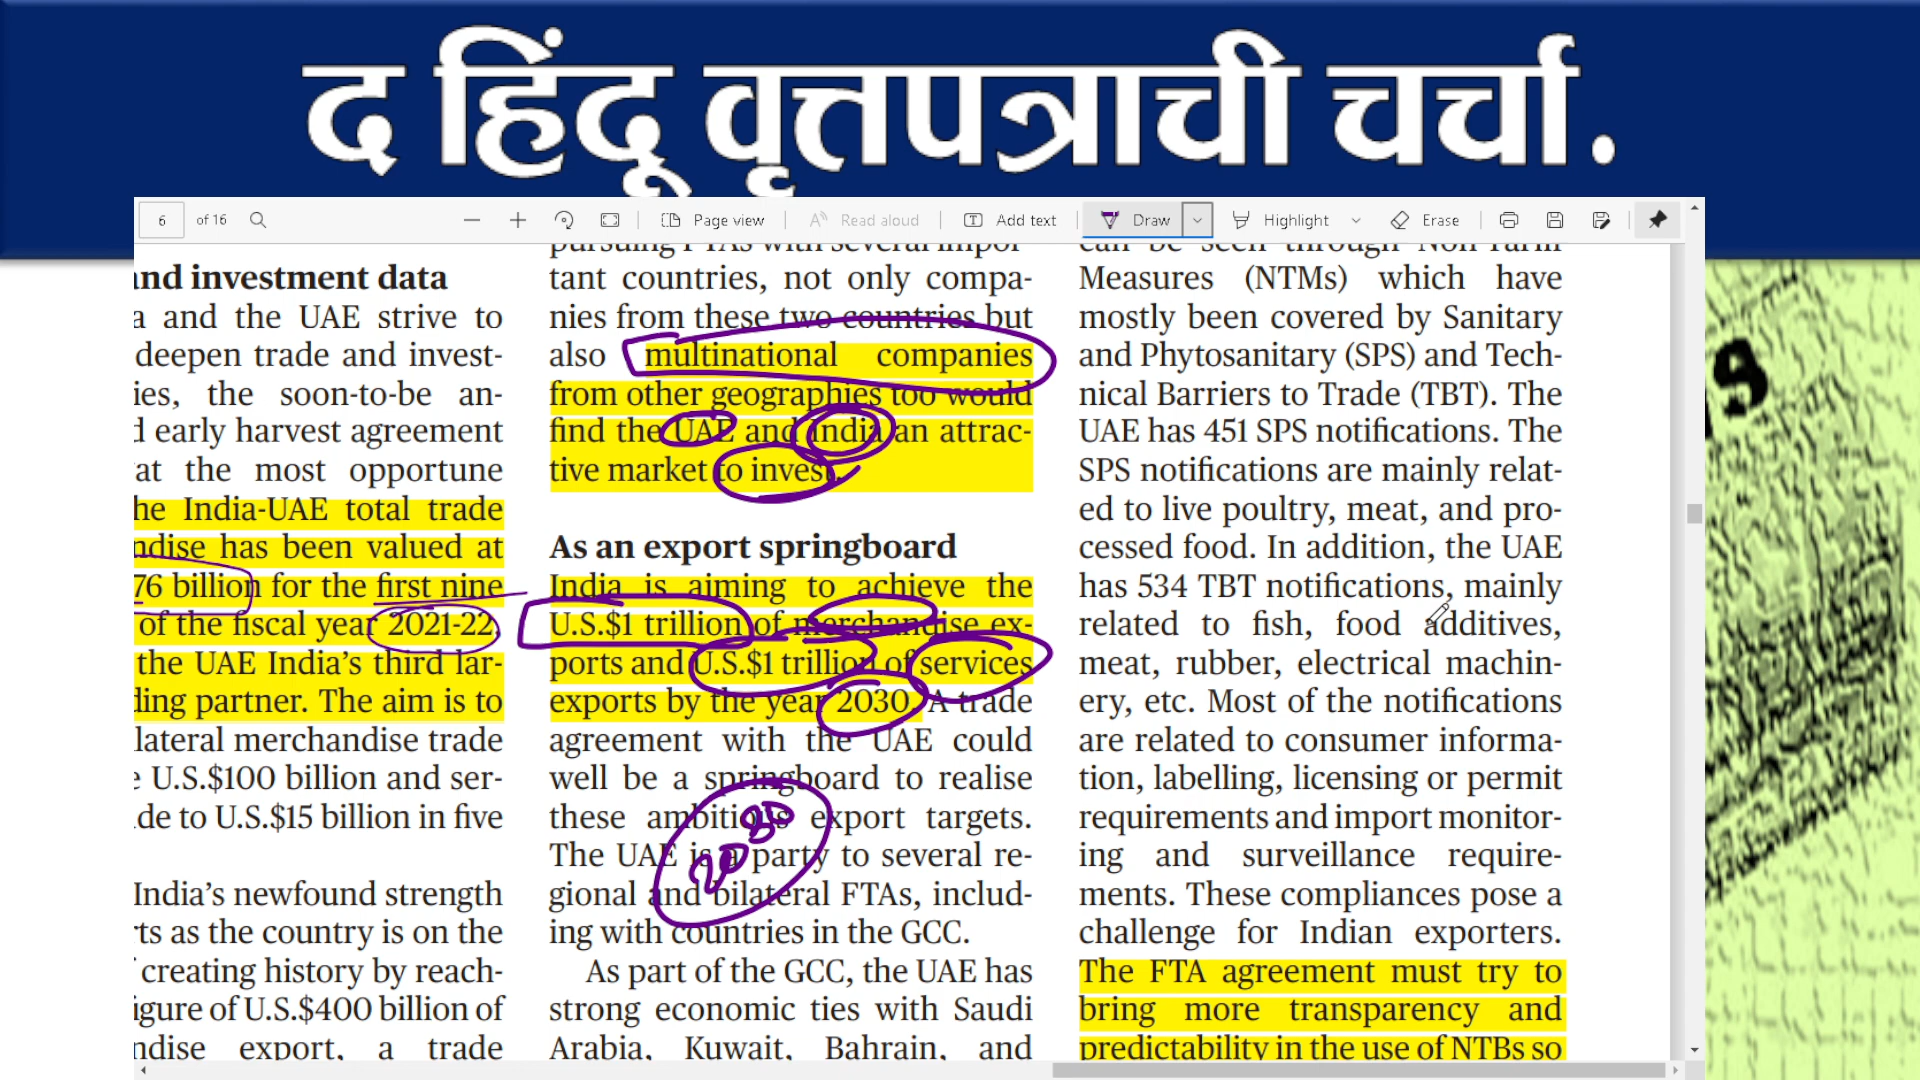 द हिंदू वृत्तपत्राची चर्चा.
6 of 16 Page view Read aloud Add text Draw Highlight Erase
and investment data
a and the UAE strive to
deepen trade and invest-
ies, the soon-to-be an-
d early harvest agreement
at the most opportune
he India-UAE total trade
ndise has been valued at
76 billion for the first nine
of the fiscal year 2021-22,
the UAE India's third lar-
ding partner. The aim is to
lateral merchandise trade
e U.S.$100 billion and ser-
de to U.S.$15 billion in five
India's newfound strength
rts as the country is on the
creating history by reach-
igure of U.S.$400 billion of
ndise export, a trade
pursuing FTAs with several impor-
tant countries, not only compa-
nies from these two countries but
also multinational companies
from other geographies too would
find the UAE and India an attrac-
tive market to invest.
As an export springboard
India is aiming to achieve the
U.S.$1 trillion of merchandise ex-
ports and U.S.$1 trillion of services
exports by the year 2030. A trade
agreement with the UAE could
well be a springboard to realise
these ambitious export targets.
The UAE is a party to several re-
gional and bilateral FTAs, includ-
ing with countries in the GCC.
As part of the GCC, the UAE has
strong economic ties with Saudi
Arabia, Kuwait, Bahrain, and
2030
can be seen through Non-Tariff
Measures (NTMs) which have
mostly been covered by Sanitary
and Phytosanitary (SPS) and Tech-
nical Barriers to Trade (TBT). The
UAE has 451 SPS notifications. The
SPS notifications are mainly relat-
ed to live poultry, meat, and pro-
cessed food. In addition, the UAE
has 534 TBT notifications, mainly
related to fish, food additives,
meat, rubber, electrical machin-
ery, etc. Most of the notifications
are related to consumer informa-
tion, labelling, licensing or permit
requirements and import monitor-
ing and surveillance require-
ments. These compliances pose a
challenge for Indian exporters.
The FTA agreement must try to
bring more transparency and
predictability in the use of NTBs so